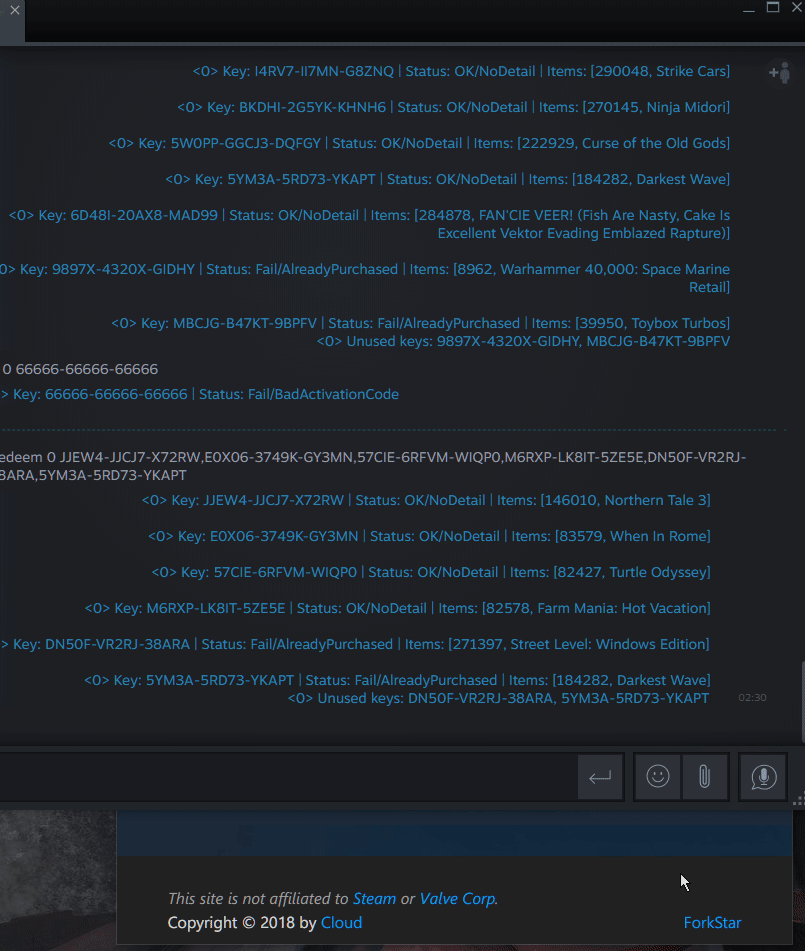 <0> Key: I4RV7-II7MN-G8ZNQ | Status: OK/NoDetail | Items: [290048, Strike Cars]
<0> Key: BKDHI-2G5YK-KHNH6 | Status: OK/NoDetail | Items: [270145, Ninja Midori]
<0> Key: 5W0PP-GGCJ3-DQFGY | Status: OK/NoDetail | Items: [222929, Curse of the Old Gods]
<0> Key: 5YM3A-5RD73-YKAPT | Status: OK/NoDetail | Items: [184282, Darkest Wave]
<0> Key: 6D48I-20AX8-MAD99 | Status: OK/NoDetail | Items: [284878, FAN'CIE VEER! (Fish Are Nasty, Cake Is
Excellent Vektor Evading Emblazed Rapture)]
0> Key: 9897X-4320X-GIDHY | Status: Fail/AlreadyPurchased | Items: [8962, Warhammer 40,000: Space Marine
Retail]
<0> Key: MBCJG-B47KT-9BPFV | Status: Fail/AlreadyPurchased | Items: [39950, Toybox Turbos]
<0> Unused keys: 9897X-4320X-GIDHY, MBCJG-B47KT-9BPFV
0 66666-66666-66666
> Key: 66666-66666-66666 | Status: Fail/BadActivationCode
edeem 0 JJEW4-JJCJ7-X72RW,E0X06-3749K-GY3MN,57CIE-6RFVM-WIQP0,M6RXP-LK8IT-5ZE5E,DN50F-VR2RJ-
8ARA,5YM3A-5RD73-YKAPT
<0> Key: JJEW4-JJCJ7-X72RW | Status: OK/NoDetail | Items: [146010, Northern Tale 3]
<0> Key: E0X06-3749K-GY3MN | Status: OK/NoDetail | Items: [83579, When In Rome]
<0> Key: 57CIE-6RFVM-WIQP0 | Status: OK/NoDetail | Items: [82427, Turtle Odyssey]
<0> Key: M6RXP-LK8IT-5ZE5E | Status: OK/NoDetail | Items: [82578, Farm Mania: Hot Vacation]
> Key: DN50F-VR2RJ-38ARA | Status: Fail/AlreadyPurchased | Items: [271397, Street Level: Windows Edition]
<0> Key: 5YM3A-5RD73-YKAPT | Status: Fail/AlreadyPurchased | Items: [184282, Darkest Wave]
<0> Unused keys: DN50F-VR2RJ-38ARA, 5YM3A-5RD73-YKAPT 02:30
This site is not affiliated to Steam or Valve Corp.
Copyright © 2018 by Cloud ForkStar